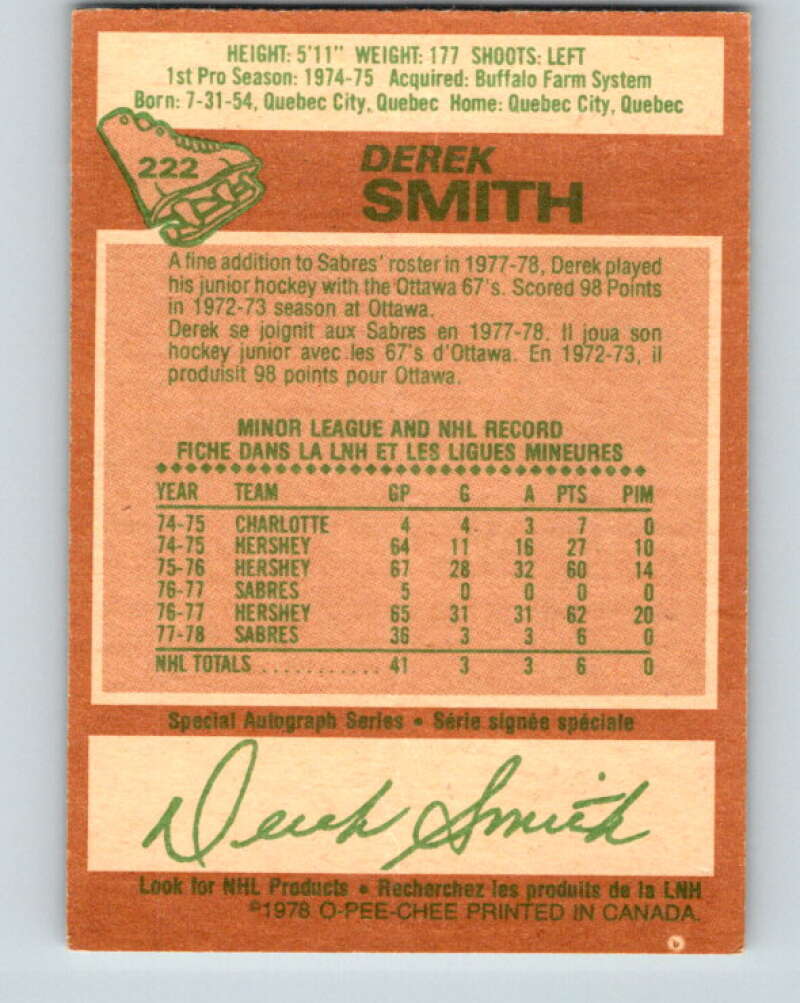 HEIGHT: 5'11" WEIGHT: 177 SHOOTS: LEFT
1st Pro Season: 1974-75 Acquired: Buffalo Farm System
Born: 7-31-54, Quebec City, Quebec Home: Quebec City, Quebec
222
DEREK
SMITH
A fine addition to Sabres' roster in 1977-78, Derek played
his junior hockey with the Ottawa 67's. Scored 98 Points
in 1972-73 season at Ottawa.
Derek se joignit aux Sabres en 1977-78. Il joua son
hockey junior avec les 67's d'Ottawa. En 1972-73, il
produisit 98 points pour Ottawa.
MINOR LEAGUE AND NHL RECORD
FICHE DANS LA LNH ET LES LIGUES MINEURES
YEAR TEAM GP G A PTS PIM
74-75 CHARLOTTE 4 4 3 7 0
74-75 HERSHEY 64 11 16 27 10
75-76 HERSHEY 67 28 32 60 14
76-77 SABRES 5 0 0 0 0
76-77 HERSHEY 65 31 31 62 20
77-78 SABRES 36 3 3 6 0
NHL TOTALS ........... 41 3 3 6 0
Special Autograph Series • Série signée spéciale
Derek Smith
Look for NHL Products • Recherchez les produits de la LNH
©1978 O-PEE-CHEE PRINTED IN CANADA.